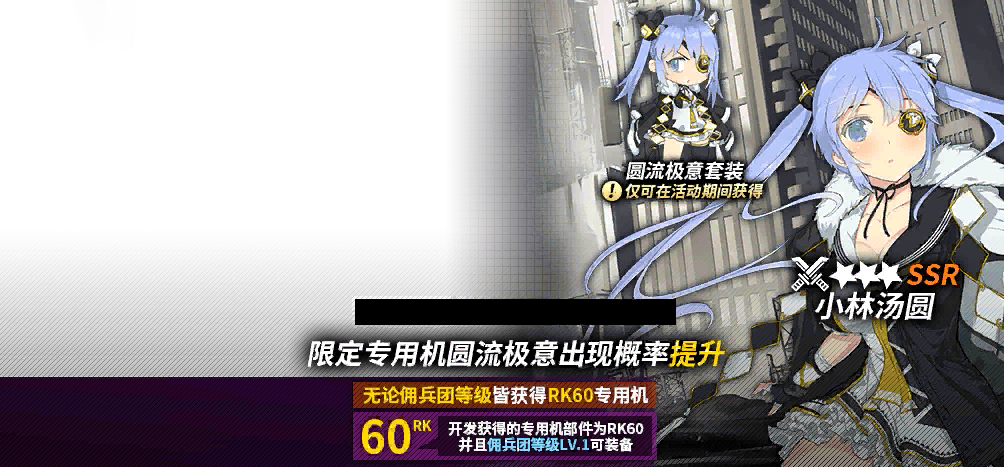 圆流极意套装
仅可在活动期间获得
SSR
小林汤圆
限定专用机圆流极意出现概率提升
无论佣兵团等级皆获得RK60专用机
60RK
开发获得的专用机部件为RK60
并且佣兵团等级LV.1可装备